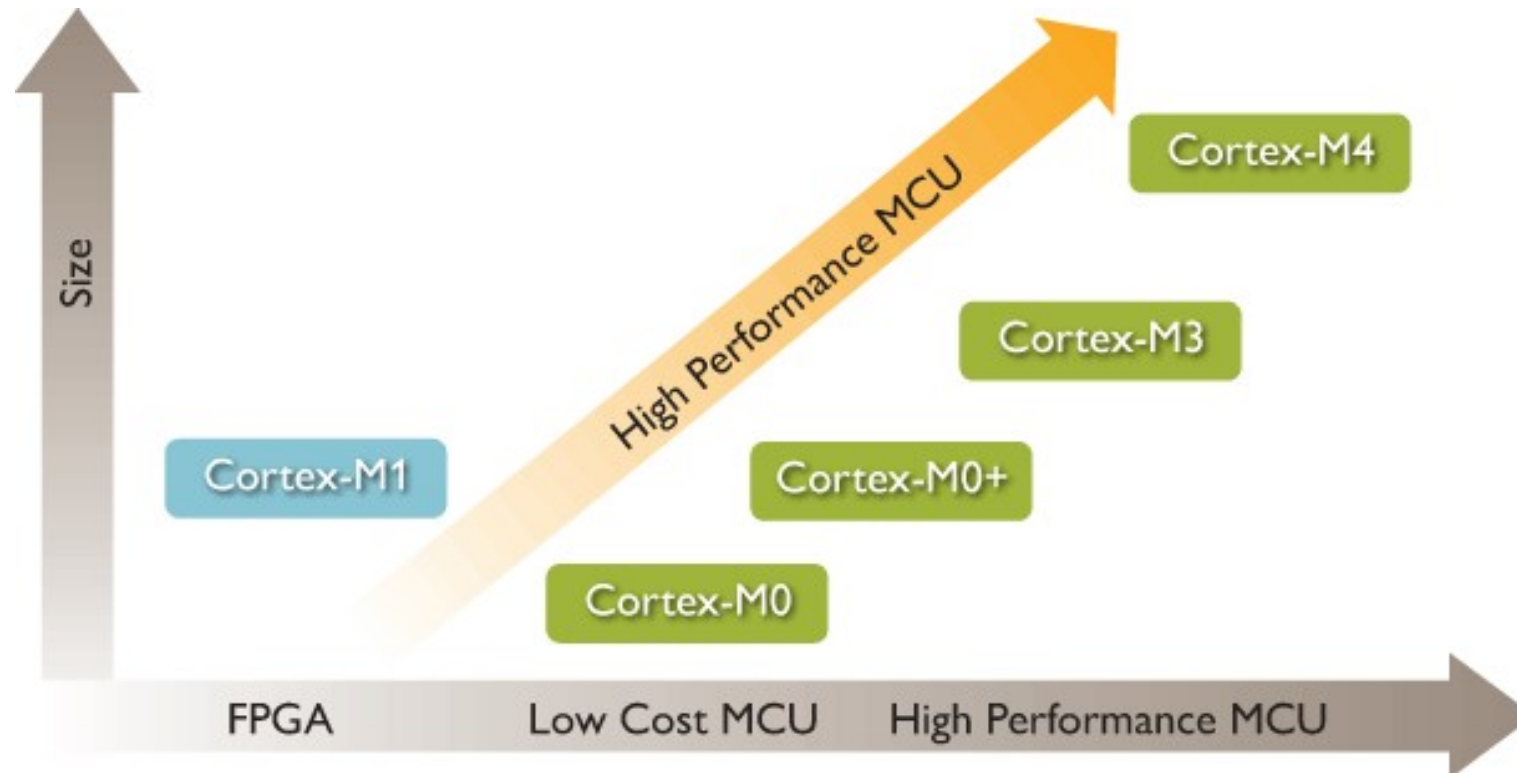 Size
High Performance MCU
Cortex-M4
Cortex-M3
Cortex-M1
Cortex-M0+
Cortex-M0
FPGA
Low Cost MCU
High Performance MCU